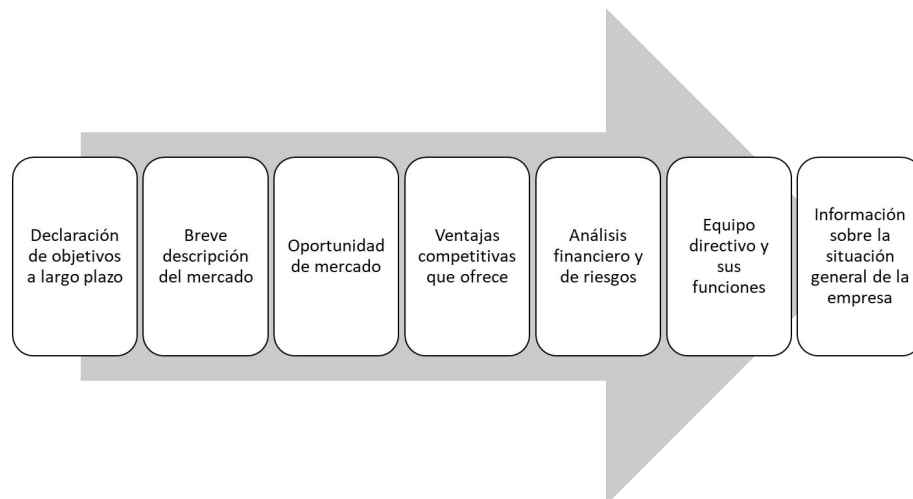 Declaración
de objetivos
a largo plazo
Breve
descripción
del mercado
Oportunidad
de mercado
Ventajas
competitivas
que ofrece
Análisis
financiero y
de riesgos
Equipo
directivo y
sus
funciones
Información
sobre la
situación
general de la
empresa